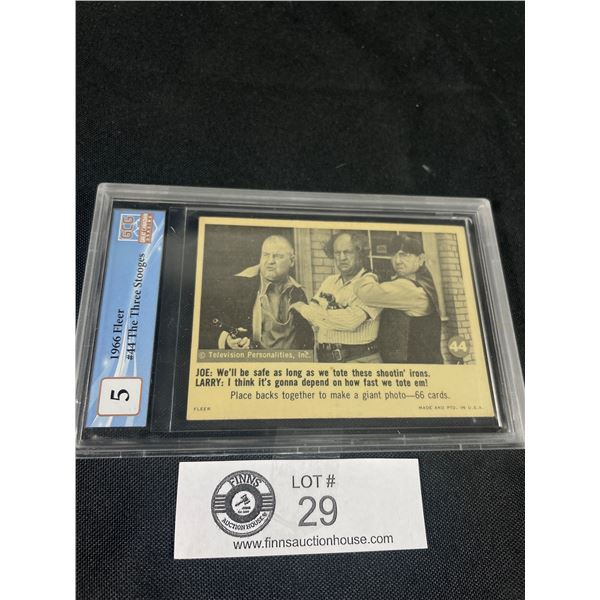 GCG
1966 Fleer
#44 The Three Stooges
5
44
© Television Personalities, Inc.
JOE: We'll be safe as long as we tote these shootin' irons.
LARRY: I think it's gonna depend on how fast we tote em!
Place backs together to make a giant photo—66 cards.
FLEER
MADE AND PTD. IN U.S.A.
FINNS
AUCTION HOUSE
LOT #
29
www.finnsauctionhouse.com